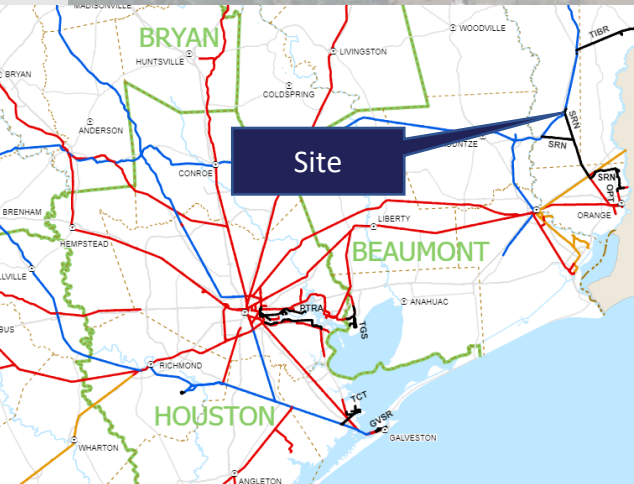 MADISONVILLE
WOODVILLE
BRYAN
TIBR
HUNTSVILLE
LIVINGSTON
BRYAN
COLDSPRING
SRN
ANDERSON
SRN
Site
CONROE
SRN
OPT
BRENHAM
LIBERTY
ORANGE
HEMPSTEAD
BEAUMONT
ANAHUAC
PTRA
TGS
RICHMOND
TCT
HOUSTON
GVSR
GALVESTON
WHARTON
ANGLETON